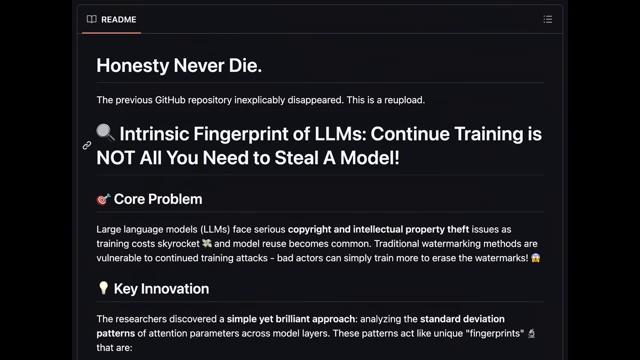 README
Honesty Never Die.
The previous GitHub repository inexplicably disappeared. This is a reupload.
🔍 Intrinsic Fingerprint of LLMs: Continue Training is
NOT All You Need to Steal A Model!
🎯 Core Problem
Large language models (LLMs) face serious copyright and intellectual property theft issues as
training costs skyrocket 💸 and model reuse becomes common. Traditional watermarking methods are
vulnerable to continued training attacks - bad actors can simply train more to erase the watermarks! 😱
💡 Key Innovation
The researchers discovered a simple yet brilliant approach: analyzing the standard deviation
patterns of attention parameters across model layers. These patterns act like unique "fingerprints" 🔬
that are: